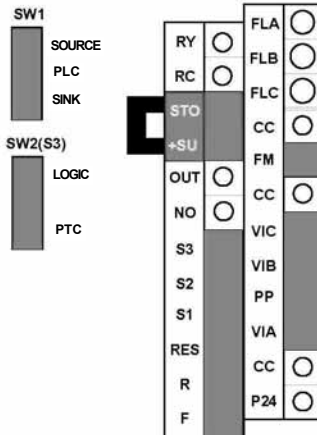 SW1
SOURCE
PLC
SINK
SW2(S3)
LOGIC
PTC
RY
RC
STO
+SU
OUT
NO
S3
S2
S1
RES
R
F
FLA
FLB
FLC
CC
FM
CC
VIC
VIB
PP
VIA
CC
P24